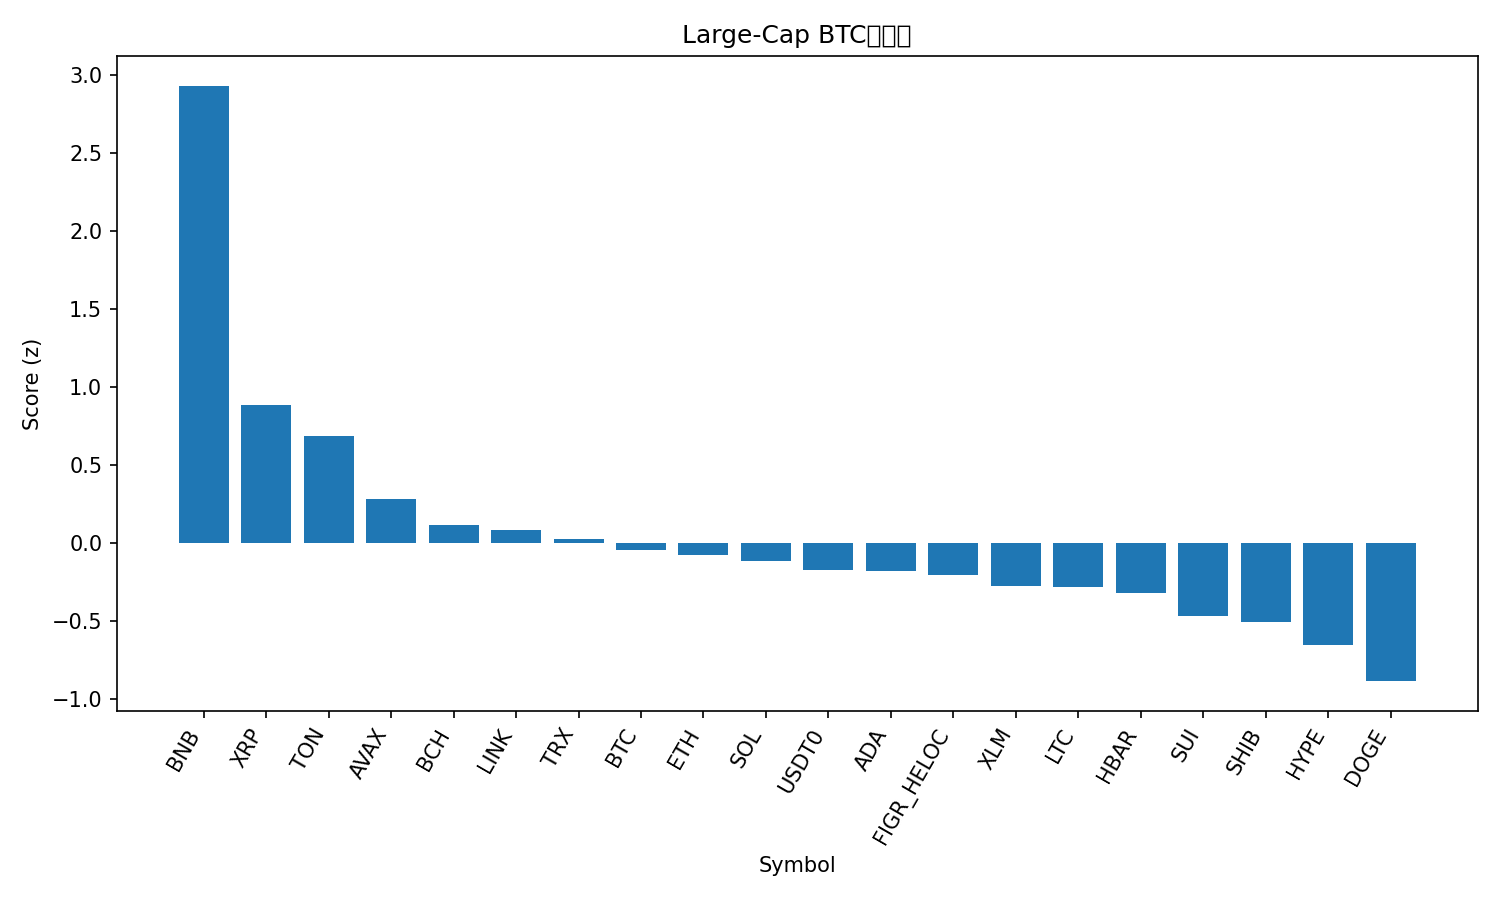 Large-Cap BTC
Score (z)
3.0
2.5
2.0
1.5
1.0
0.5
0.0
−0.5
−1.0
BNB
XRP
TON
AVAX
BCH
LINK
TRX
BTC
ETH
SOL
USDT0
ADA
FIGR_HELOC
XLM
LTC
HBAR
SUI
SHIB
HYPE
DOGE
Symbol